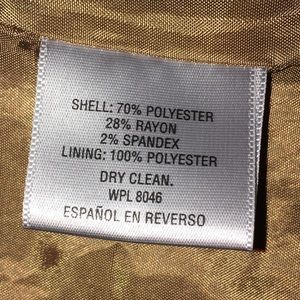 SHELL: 70% POLYESTER
28% RAYON
2% SPANDEX
LINING: 100% POLYESTER
DRY CLEAN.
WPL 8046
ESPAÑOL EN REVERSO